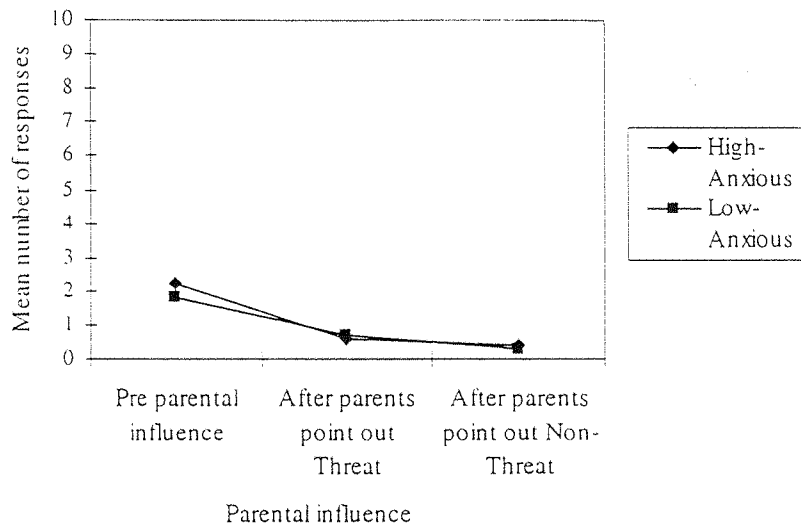 10
9
8
7
6
5
4
3
2
1
0
Mean number of responses
High-
Anxious
Low-
Anxious
Pre parental
influence
After parents
point out
Threat
After parents
point out Non-
Threat
Parental influence